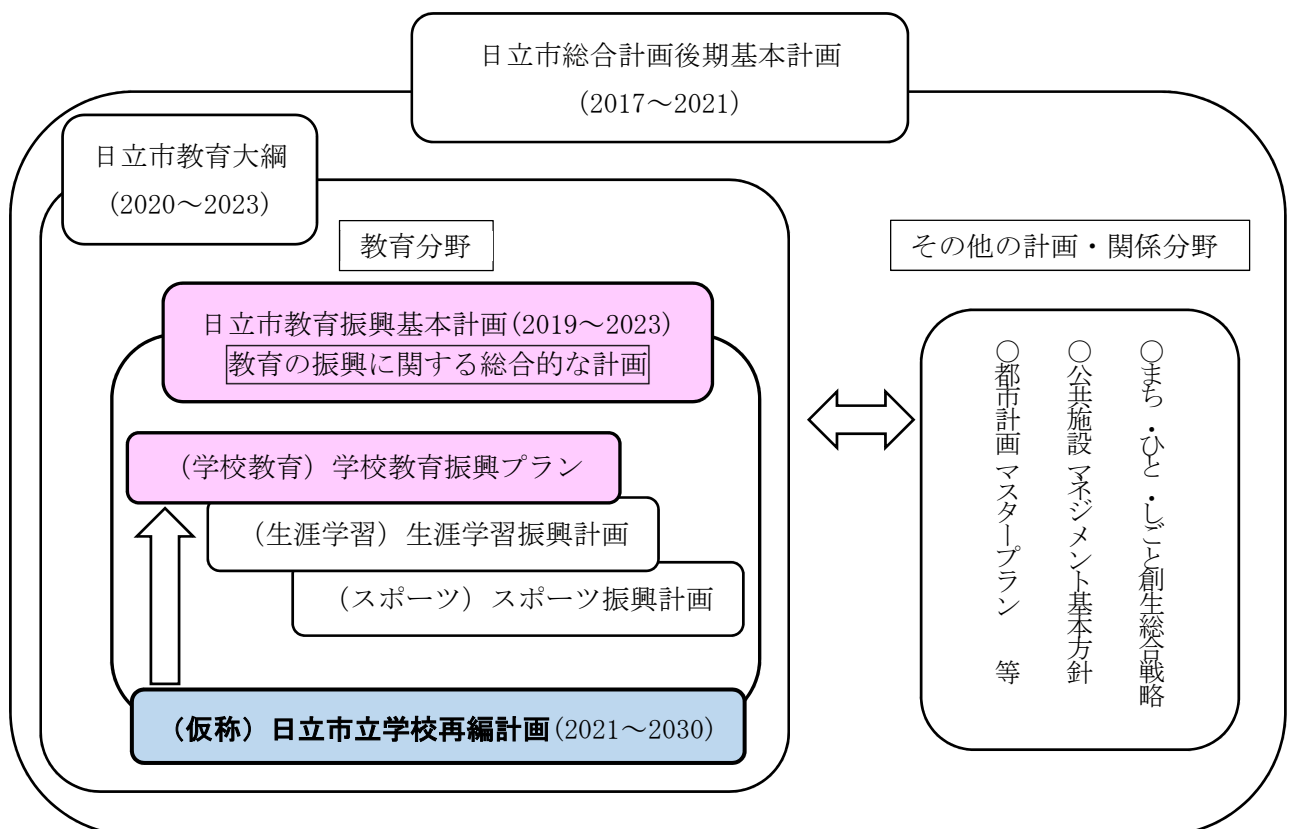 日立市総合計画後期基本計画
(2017～2021)
日立市教育大綱
(2020～2023)
教育分野
日立市教育振興基本計画(2019～2023)
教育の振興に関する総合的な計画
（学校教育）学校教育振興プラン
（生涯学習）生涯学習振興計画
（スポーツ）スポーツ振興計画
（仮称）日立市立学校再編計画(2021～2030)
その他の計画・関係分野
○まち・ひと・しごと創生総合戦略
○公共施設マネジメント基本方針
○都市計画マスタープラン　等